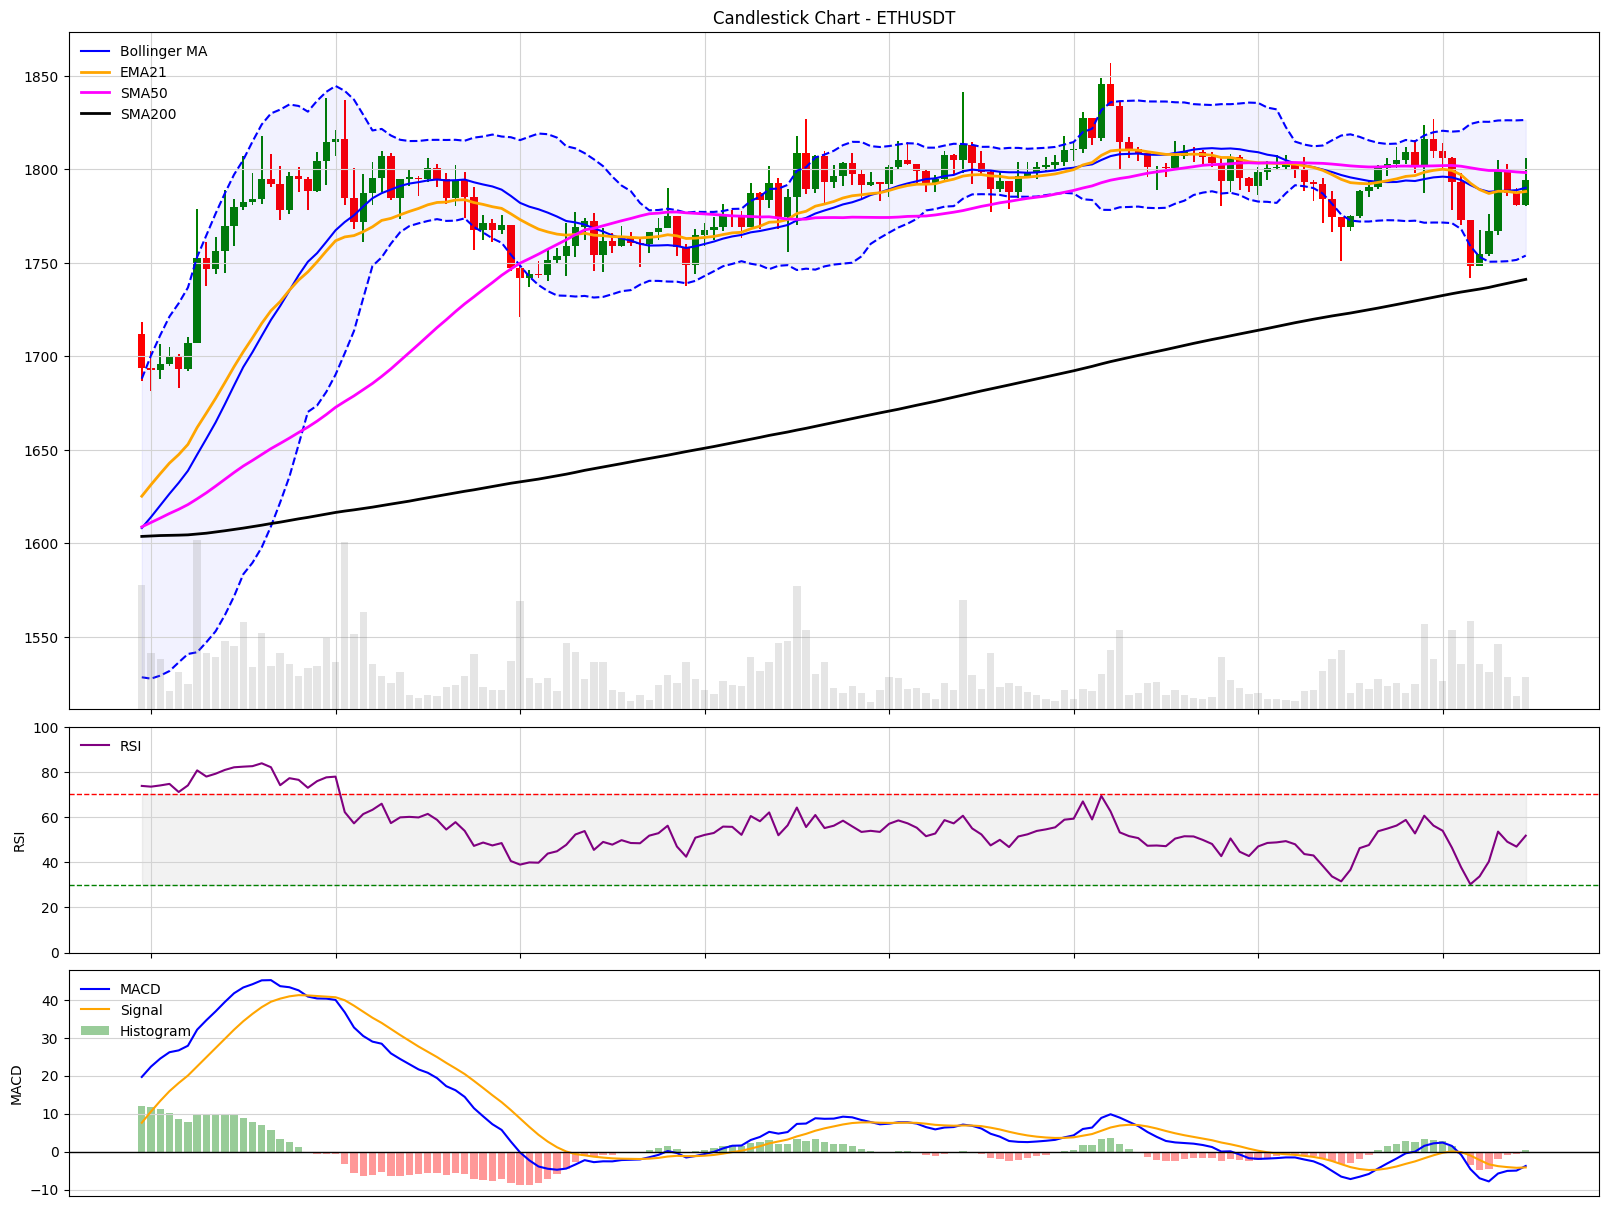 Candlestick Chart - ETHUSDT
Bollinger MA
EMA21
SMA50
SMA200
1850
1800
1750
1700
1650
1600
1550
RSI
100
80
60
40
20
0
RSI
MACD
Signal
Histogram
40
30
20
10
0
−10
MACD